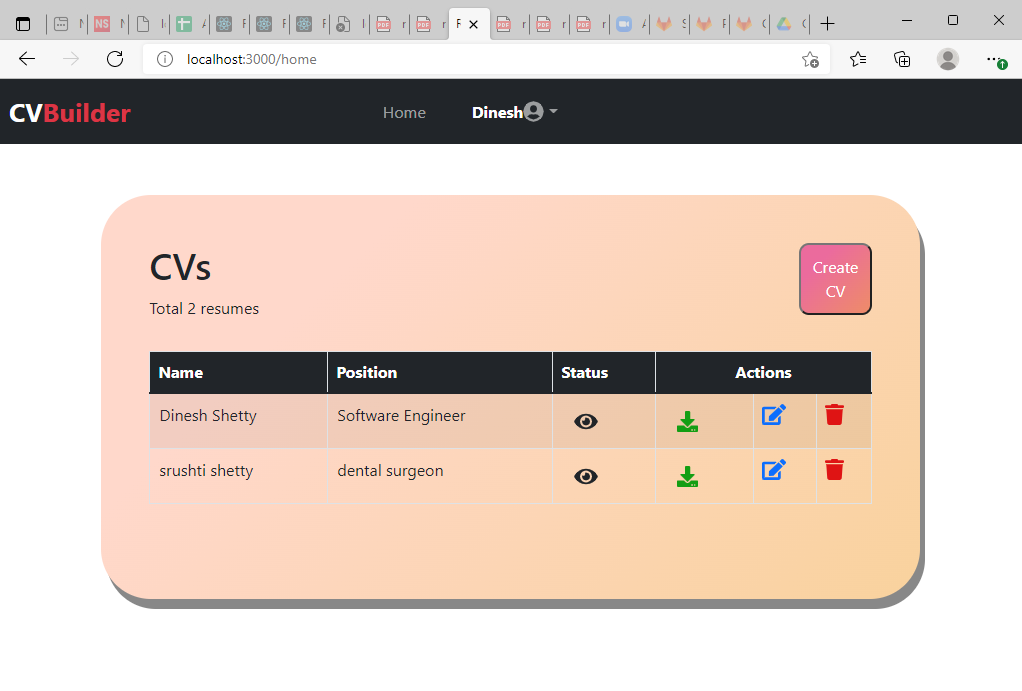 localhost:3000/home
CVBuilder
Home
Dinesh
CVs
Create
CV
Total 2 resumes
Name Position Status Actions
Dinesh Shetty Software Engineer
srushti shetty dental surgeon